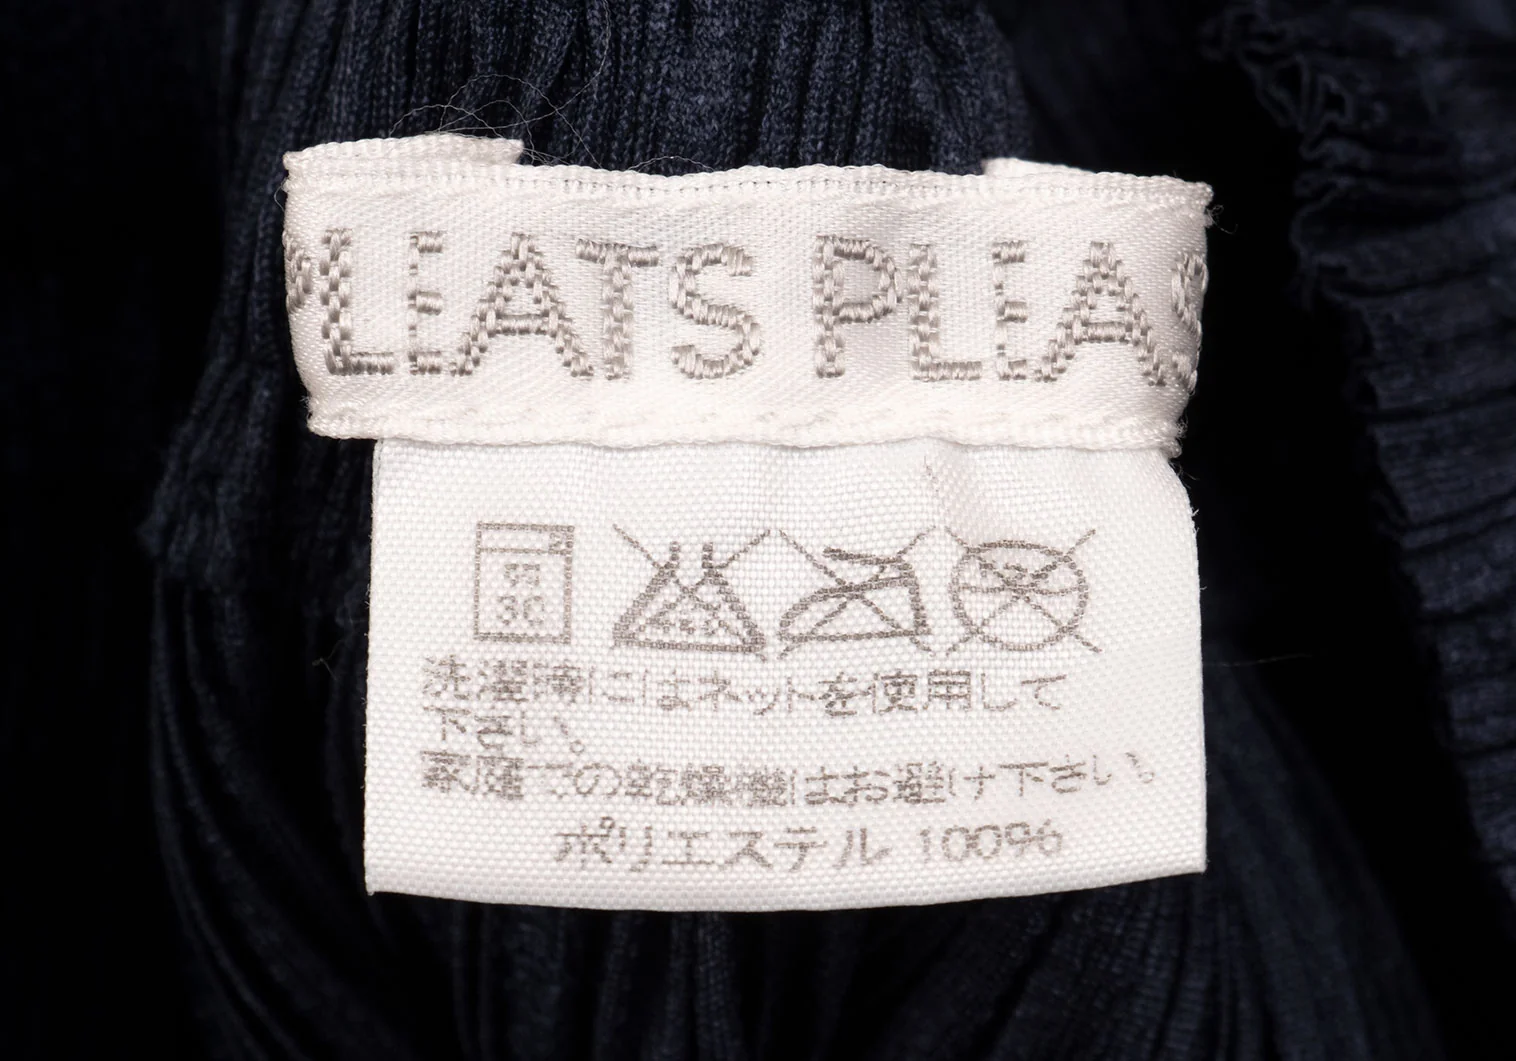 PLEATS PLEAS
弱
30
洗濯時にはネットを使用して
下さい。
家庭での乾燥機はお避け下さい。
ポリエステル 100%